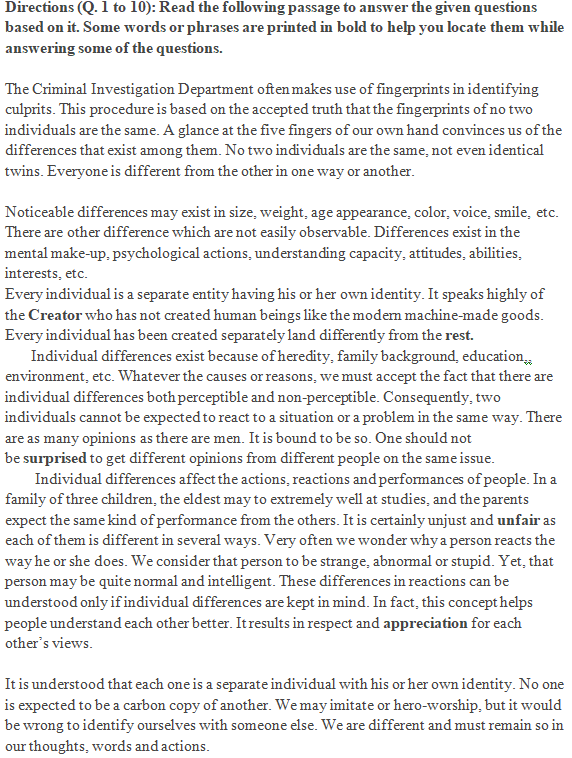 Directions (Q. 1 to 10): Read the following passage to answer the given questions
based on it. Some words or phrases are printed in bold to help you locate them while
answering some of the questions.
The Criminal Investigation Department often makes use of fingerprints in identifying
culprits. This procedure is based on the accepted truth that the fingerprints of no two
individuals are the same. A glance at the five fingers of our own hand convinces us of the
differences that exist among them. No two individuals are the same, not even identical
twins. Everyone is different from the other in one way or another.
Noticeable differences may exist in size, weight, age appearance, color, voice, smile, etc.
There are other difference which are not easily observable. Differences exist in the
mental make-up, psychological actions, understanding capacity, attitudes, abilities,
interests, etc.
Every individual is a separate entity having his or her own identity. It speaks highly of
the Creator who has not created human beings like the modern machine-made goods.
Every individual has been created separately land differently from the rest.
Individual differences exist because of heredity, family background, education,,
environment, etc. Whatever the causes or reasons, we must accept the fact that there are
individual differences both perceptible and non-perceptible. Consequently, two
individuals cannot be expected to react to a situation or a problem in the same way. There
are as many opinions as there are men. It is bound to be so. One should not
be surprised to get different opinions from different people on the same issue.
Individual differences affect the actions, reactions and performances of people. In a
family of three children, the eldest may to extremely well at studies, and the parents
expect the same kind of performance from the others. It is certainly unjust and unfair as
each of them is different in several ways. Very often we wonder why a person reacts the
way he or she does. We consider that person to be strange, abnormal or stupid. Yet, that
person may be quite normal and intelligent. These differences in reactions can be
understood only if individual differences are kept in mind. In fact, this concept helps
people understand each other better. It results in respect and appreciation for each
other's views.
It is understood that each one is a separate individual with his or her own identity. No one
is expected to be a carbon copy of another. We may imitate or hero-worship, but it would
be wrong to identify ourselves with someone else. We are different and must remain so in
our thoughts, words and actions.